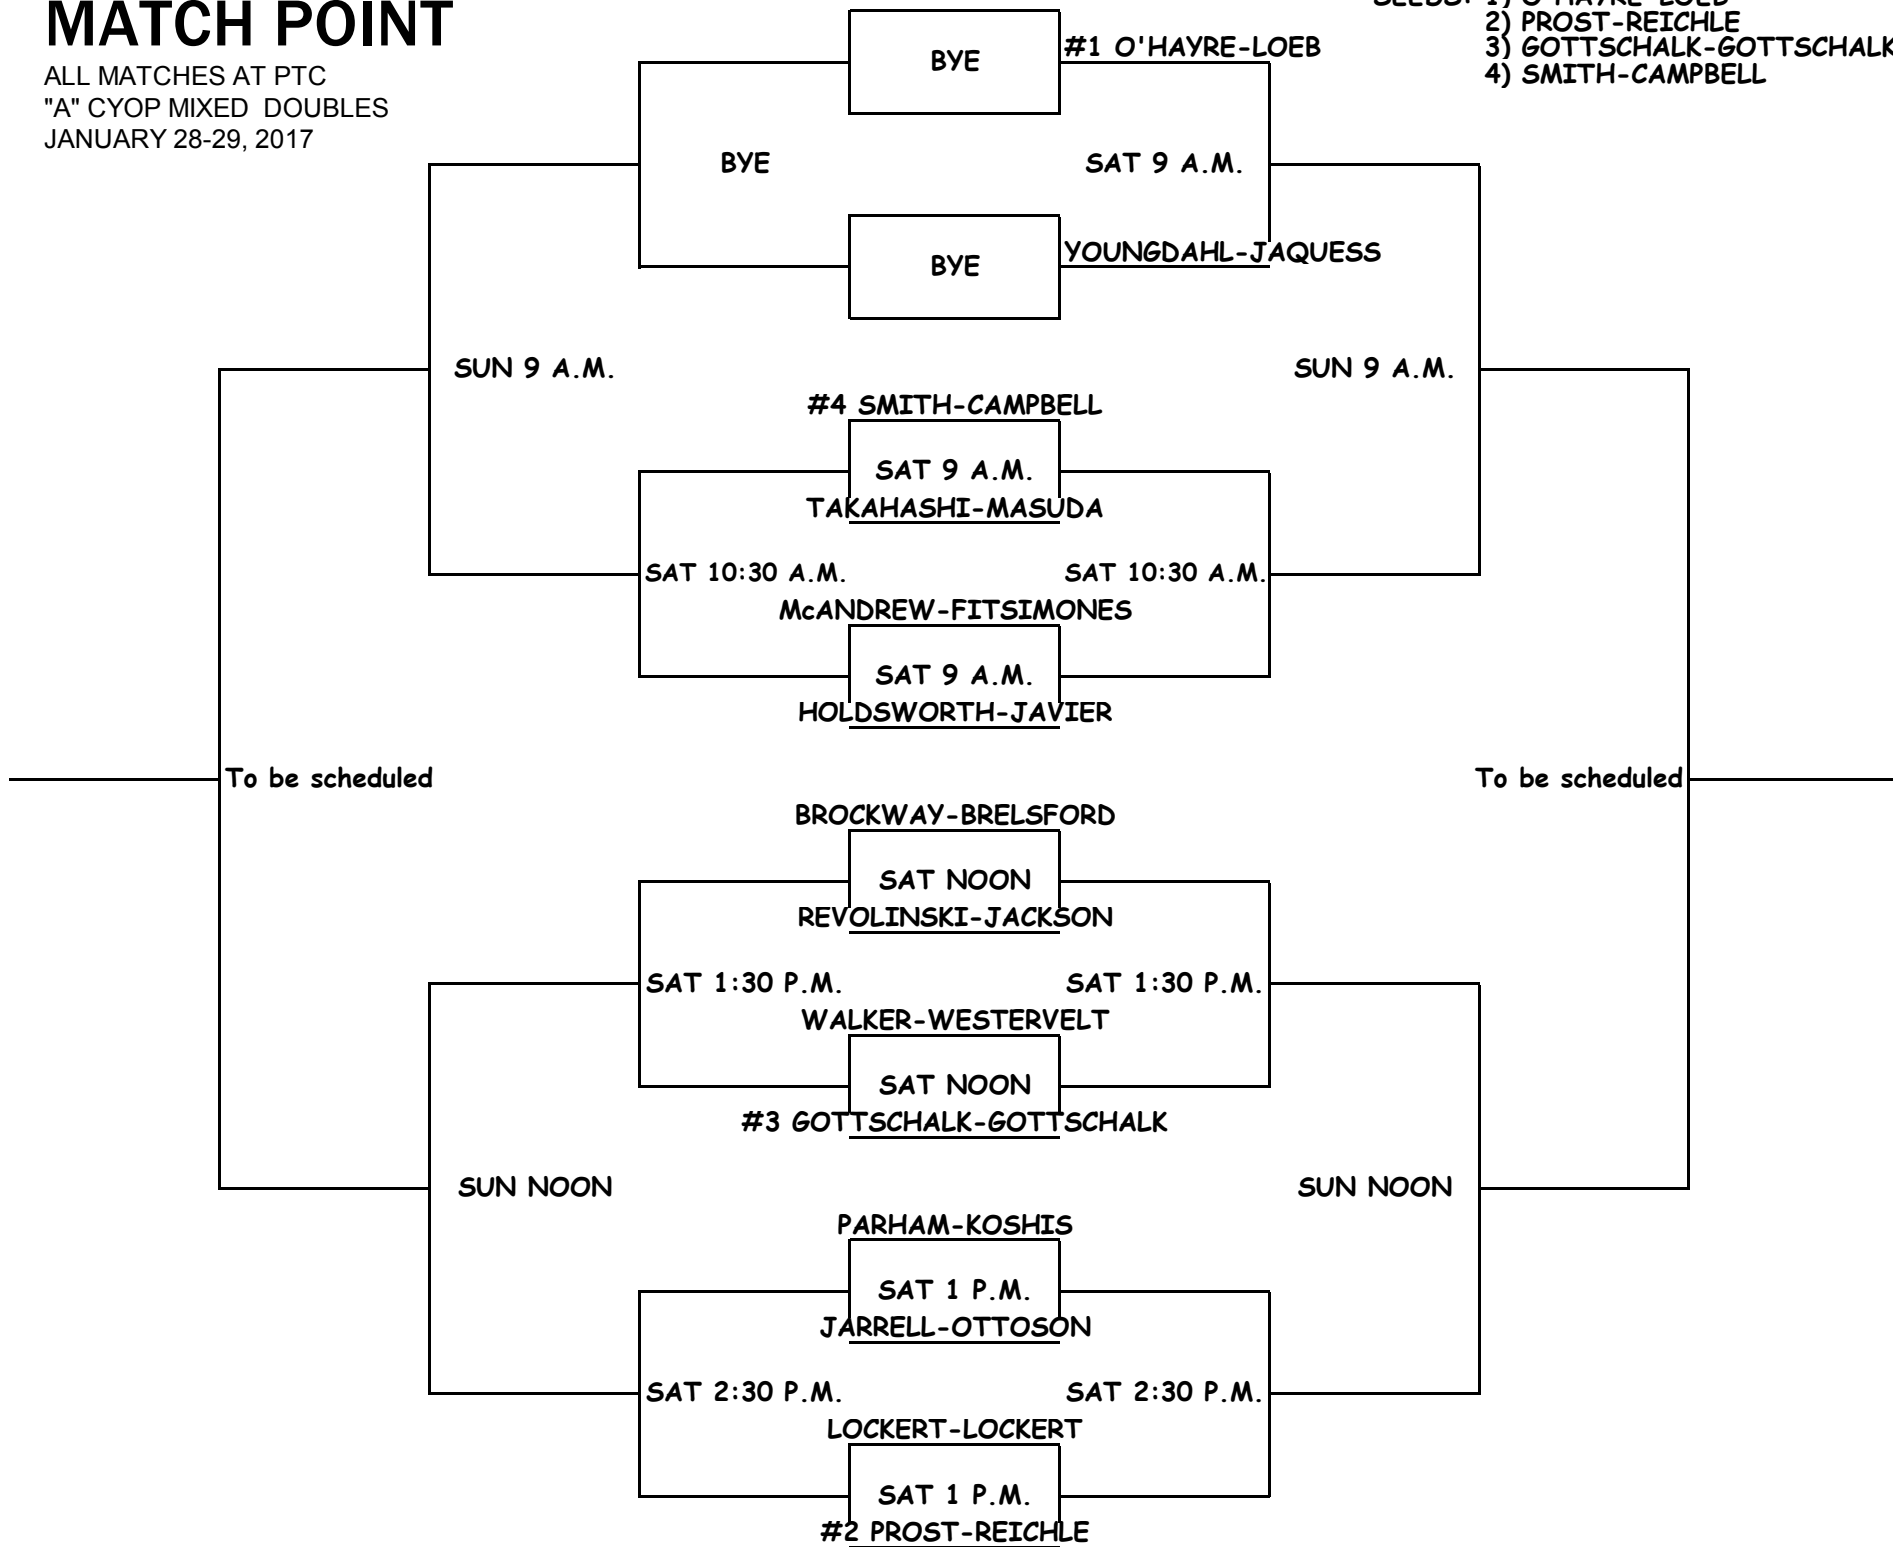 MATCH POINT
SEEDS: 1) O'HAYRE-LOEB
2) PROST-REICHLE
3) GOTTSCHALK-GOTTSCHALK
4) SMITH-CAMPBELL
ALL MATCHES AT PTC
"A" CYOP MIXED DOUBLES
JANUARY 28-29, 2017
BYE
#1 O'HAYRE-LOEB
BYE
SAT 9 A.M.
BYE
YOUNGDAHL-JAQUESS
SUN 9 A.M.
SUN 9 A.M.
#4 SMITH-CAMPBELL
SAT 9 A.M.
TAKAHASHI-MASUDA
SAT 10:30 A.M.
SAT 10:30 A.M.
McANDREW-FITSIMONES
SAT 9 A.M.
HOLDSWORTH-JAVIER
To be scheduled
To be scheduled
BROCKWAY-BRELSFORD
SAT NOON
REVOLINSKI-JACKSON
SAT 1:30 P.M.
SAT 1:30 P.M.
WALKER-WESTERVELT
SAT NOON
#3 GOTTSCHALK-GOTTSCHALK
SUN NOON
SUN NOON
PARHAM-KOSHIS
SAT 1 P.M.
JARRELL-OTTOSON
SAT 2:30 P.M.
SAT 2:30 P.M.
LOCKERT-LOCKERT
SAT 1 P.M.
#2 PROST-REICHLE